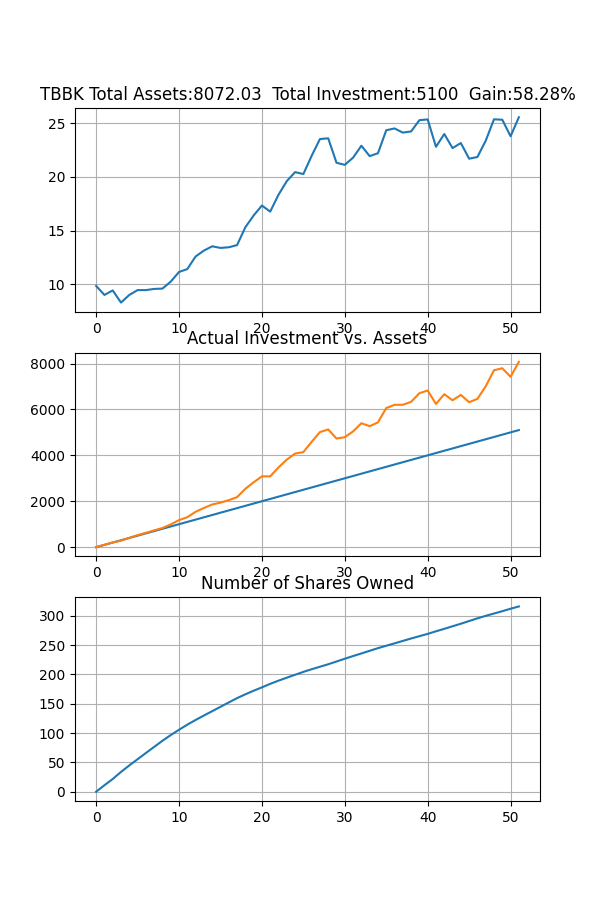 TBBK Total Assets:8072.03  Total Investment:5100  Gain:58.28%
25
20
15
10
0 10 20 30 40 50
Actual Investment vs. Assets
8000
6000
4000
2000
0
0 10 20 30 40 50
Number of Shares Owned
300
250
200
150
100
50
0
0 10 20 30 40 50